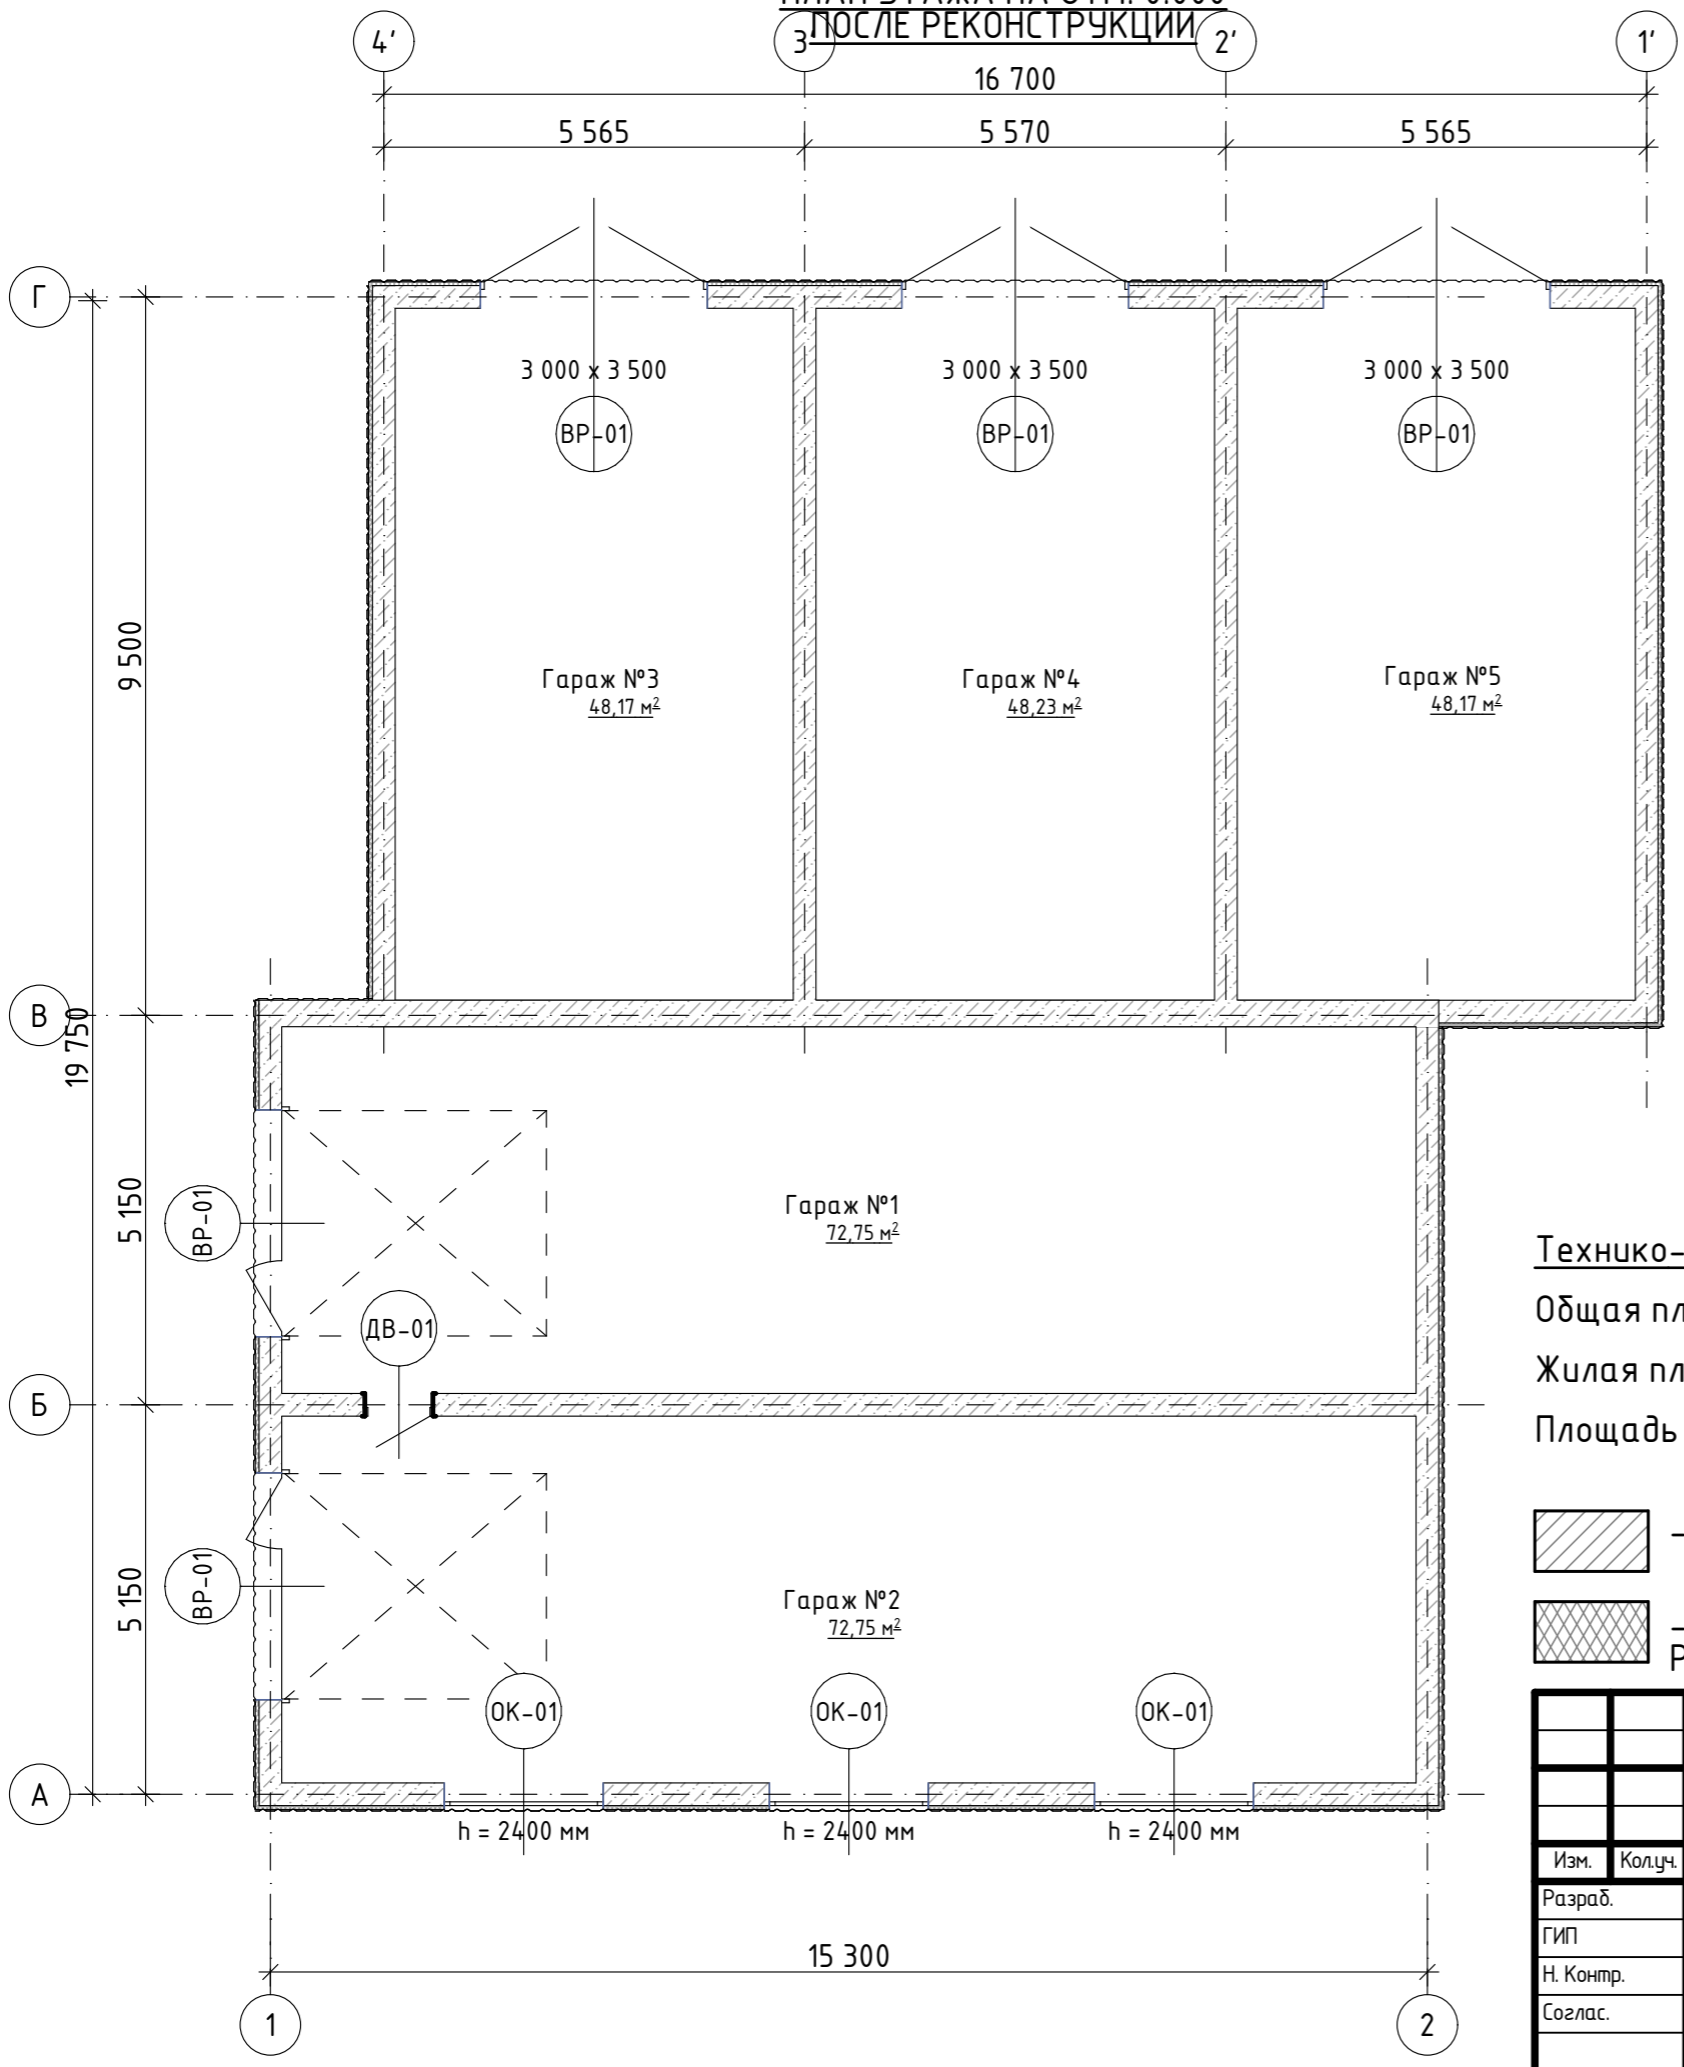 ПОСЛЕ РЕКОНСТРУКЦИИ
4'
3
2'
1'
16 700
5 565
5 570
5 565
Г
3 000 x 3 500
3 000 x 3 500
3 000 x 3 500
ВР-01
ВР-01
ВР-01
9 500
Гараж №3
48,17 м²
Гараж №4
48,23 м²
Гараж №5
48,17 м²
В
19 750
5 150
ВР-01
Гараж №1
72,75 м²
ДВ-01
Б
5 150
ВР-01
Гараж №2
72,75 м²
ОК-01
ОК-01
ОК-01
А
h = 2400 мм
h = 2400 мм
h = 2400 мм
15 300
1
2
Технико-
Общая пл
Жилая пл
Площадь
-
-
Р
Изм.
Кол.уч.
Разраб.
ГИП
Н. Контр.
Соглас.